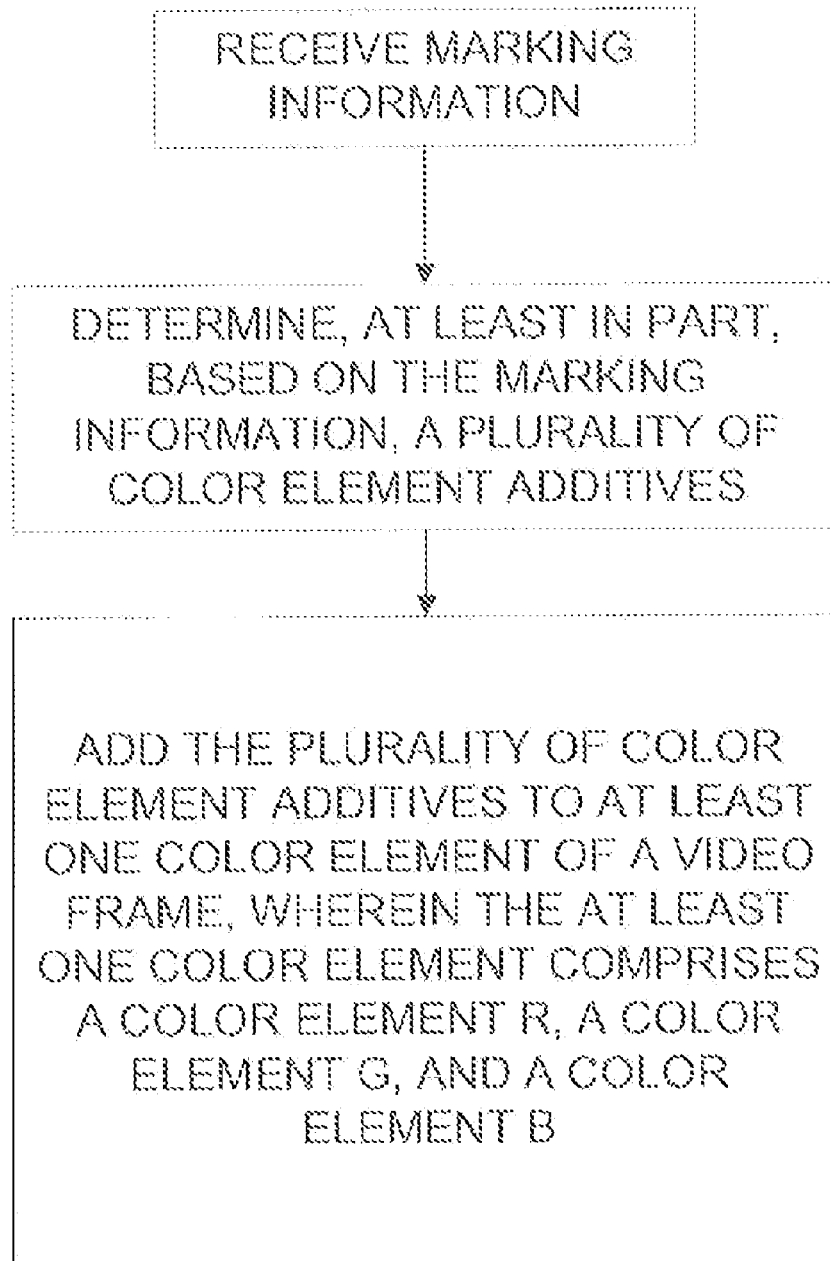 RECEIVE MARKING
INFORMATION
DETERMINE, AT LEAST IN PART,
BASED ON THE MARKING
INFORMATION, A PLURALITY OF
COLOR ELEMENT ADDITIVES
ADD THE PLURALITY OF COLOR
ELEMENT ADDITIVES TO AT LEAST
ONE COLOR ELEMENT OF A VIDEO
FRAME, WHEREIN THE AT LEAST
ONE COLOR ELEMENT COMPRISES
A COLOR ELEMENT R, A COLOR
ELEMENT G, AND A COLOR
ELEMENT B